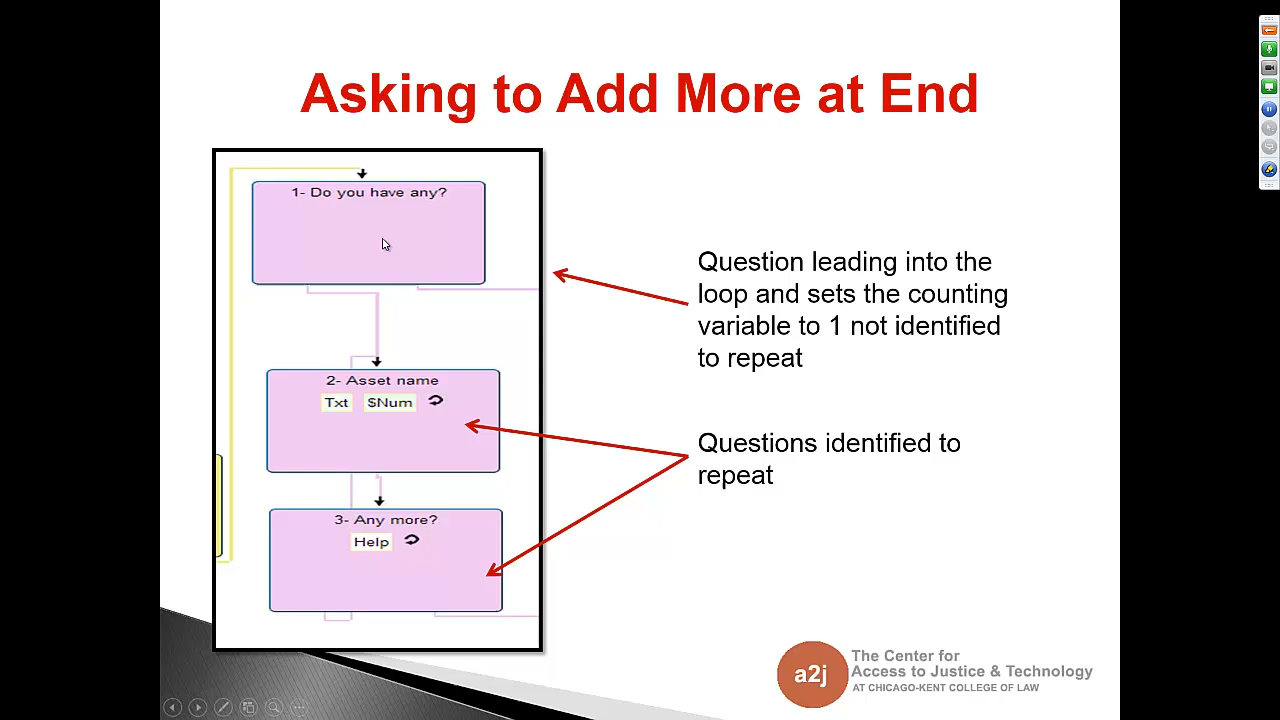 Asking to Add More at End
1- Do you have any?
2- Asset name
Txt $Num
3- Any more?
Help
Question leading into the
loop and sets the counting
variable to 1 not identified
to repeat
Questions identified to
repeat
a2j
The Center for
Access to Justice & Technology
AT CHICAGO-KENT COLLEGE OF LAW